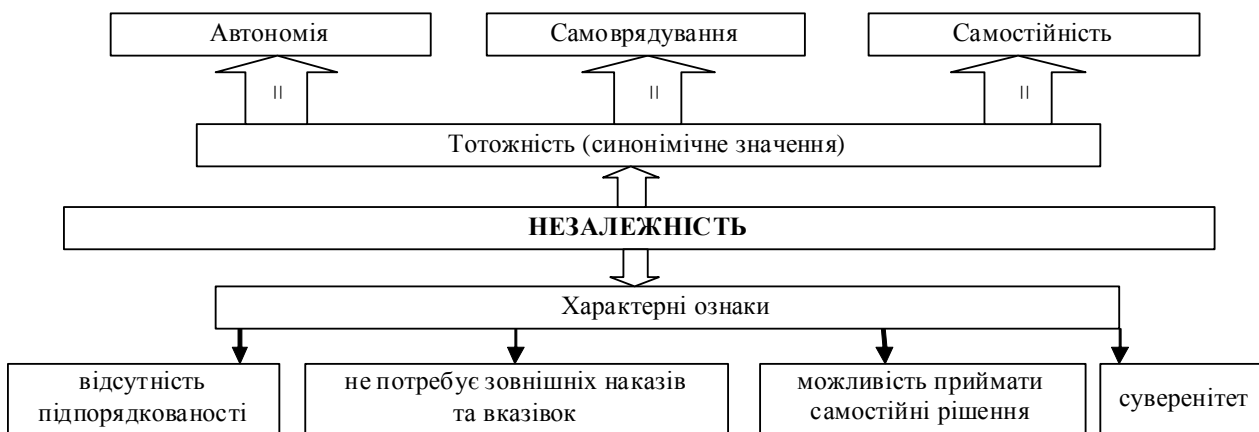 Автономія
Самоврядування
Самостійність
=
=
=
Тотожність (синонімічне значення)
НЕЗАЛЕЖНІСТЬ
Характерні ознаки
відсутність
підпорядкованості
не потребує зовнішніх наказів
та вказівок
можливість приймати
самостійні рішення
суверенітет